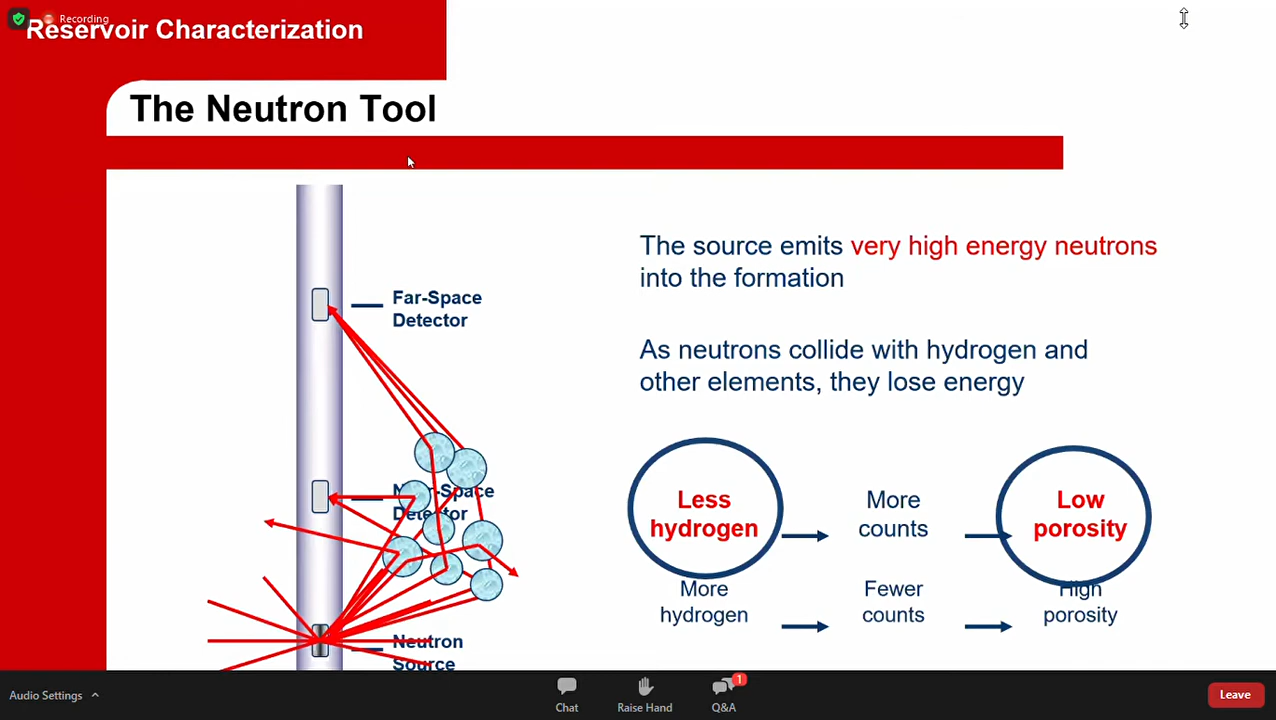 Recording
Reservoir Characterization
The Neutron Tool
Far-Space
Detector
Near-Space
Detector
Neutron
Source
The source emits very high energy neutrons
into the formation
As neutrons collide with hydrogen and
other elements, they lose energy
Less
hydrogen
More
counts
Low
porosity
More
hydrogen
Fewer
counts
High
porosity
Audio Settings
Chat
Raise Hand
1
Q&A
Leave